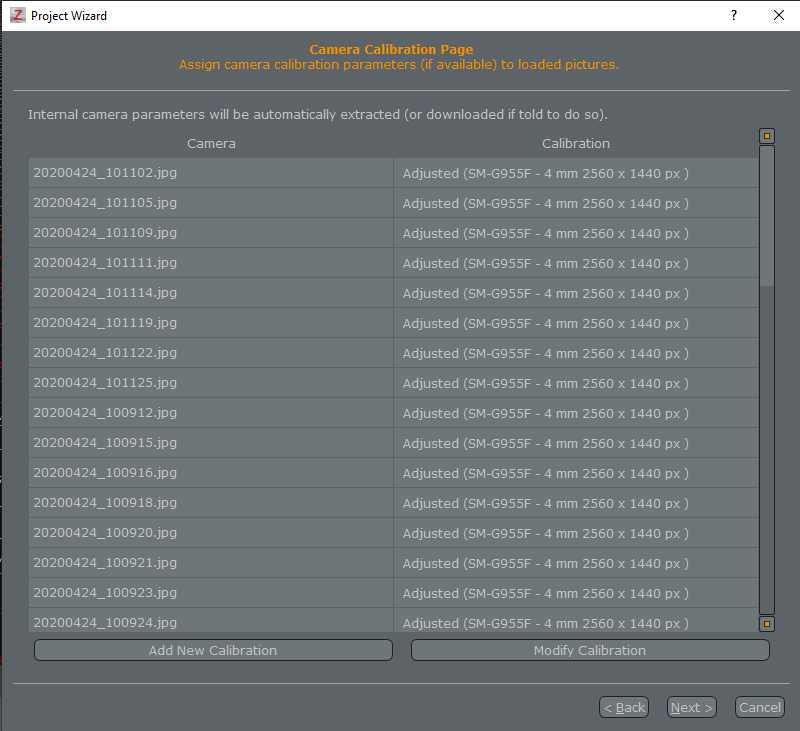 Z Project Wizard ? ×
Camera Calibration Page
Assign camera calibration parameters (if available) to loaded pictures.
Internal camera parameters will be automatically extracted (or downloaded if told to do so).
Camera Calibration
20200424_101102.jpg Adjusted (SM-G955F - 4 mm 2560 x 1440 px )
20200424_101105.jpg Adjusted (SM-G955F - 4 mm 2560 x 1440 px )
20200424_101109.jpg Adjusted (SM-G955F - 4 mm 2560 x 1440 px )
20200424_101111.jpg Adjusted (SM-G955F - 4 mm 2560 x 1440 px )
20200424_101114.jpg Adjusted (SM-G955F - 4 mm 2560 x 1440 px )
20200424_101119.jpg Adjusted (SM-G955F - 4 mm 2560 x 1440 px )
20200424_101122.jpg Adjusted (SM-G955F - 4 mm 2560 x 1440 px )
20200424_101125.jpg Adjusted (SM-G955F - 4 mm 2560 x 1440 px )
20200424_100912.jpg Adjusted (SM-G955F - 4 mm 2560 x 1440 px )
20200424_100915.jpg Adjusted (SM-G955F - 4 mm 2560 x 1440 px )
20200424_100916.jpg Adjusted (SM-G955F - 4 mm 2560 x 1440 px )
20200424_100918.jpg Adjusted (SM-G955F - 4 mm 2560 x 1440 px )
20200424_100920.jpg Adjusted (SM-G955F - 4 mm 2560 x 1440 px )
20200424_100921.jpg Adjusted (SM-G955F - 4 mm 2560 x 1440 px )
20200424_100923.jpg Adjusted (SM-G955F - 4 mm 2560 x 1440 px )
20200424_100924.jpg Adjusted (SM-G955F - 4 mm 2560 x 1440 px )
Add New Calibration Modify Calibration
< Back Next > Cancel